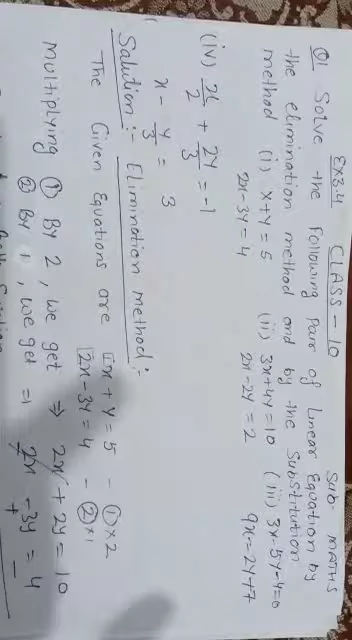 EX 3.4 CLASS - 10 Sub- MATHS
Q1. Solve the Following Pair of Linear Equation by
the elimination method and by the Substitution
method (i) x+y = 5 (ii) 3x+4y=10 (iii) 3x-5y-4=0
2x-3y = 4 2x-2y = 2 9x=2y+7
(iv) x/2 + 2y/3 = -1
x - y/3 = 3
Solution :- Elimination method :-
The Given Equations are 1x + y = 5 - ① ×2
2x-3y = 4 - ② ×1
Multiplying ① By 2, we get ⇒ 2x + 2y = 10
② By 1, we get = 2x - 3y = 4
- + -